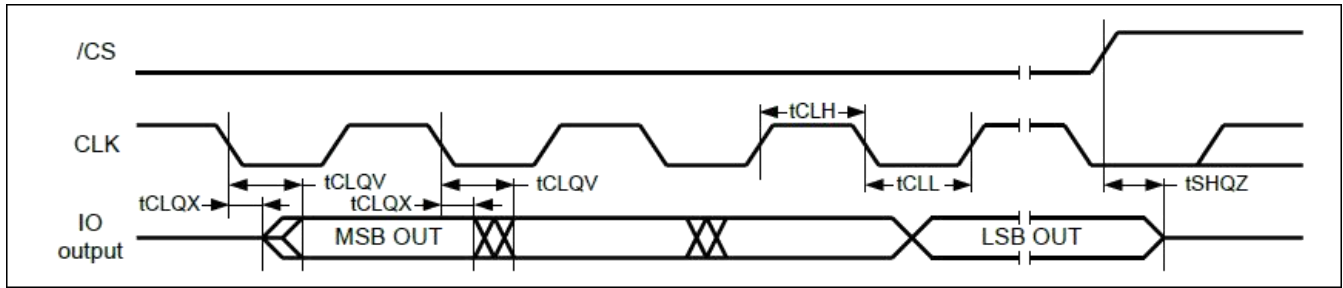 /CS
tCLH
CLK
tCLQV
tCLQV
tCLL
tSHQZ
tCLQX
tCLQX
IO
output
MSB OUT
LSB OUT